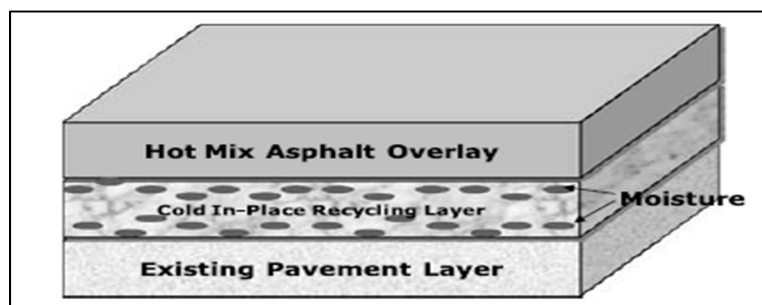 Hot Mix Asphalt Overlay
Cold In-Place Recycling Layer
Moisture
Existing Pavement Layer